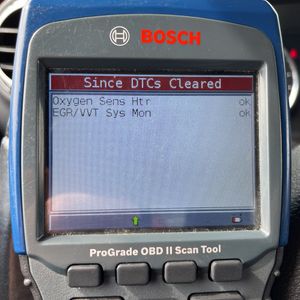 BOSCH
Since DTCs Cleared
Oxygen Sens Htr ok
EGR/VVT Sys Mon ok
ProGrade OBD II Scan Tool